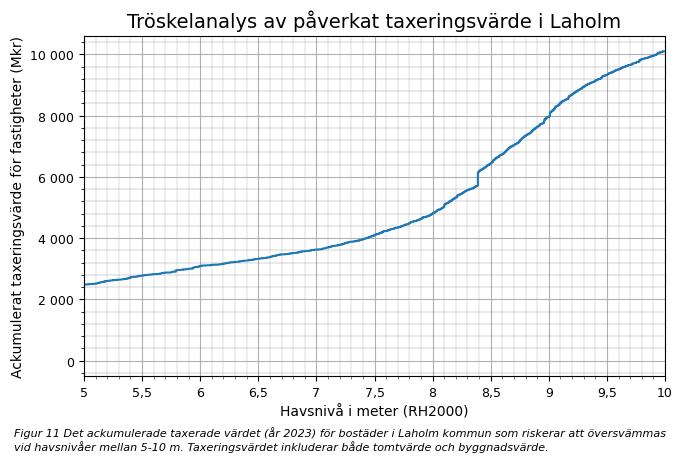 Tröskelanalys av påverkat taxeringsvärde i Laholm
Ackumulerat taxeringsvärde för fastigheter (Mkr)
10 000
8 000
6 000
4 000
2 000
0
5 5,5 6 6,5 7 7,5 8 8,5 9 9,5 10
Havsnivå i meter (RH2000)
Figur 11 Det ackumulerade taxerade värdet (år 2023) för bostäder i Laholm kommun som riskerar att översvämmas
vid havsnivåer mellan 5-10 m. Taxeringsvärdet inkluderar både tomtvärde och byggnadsvärde.